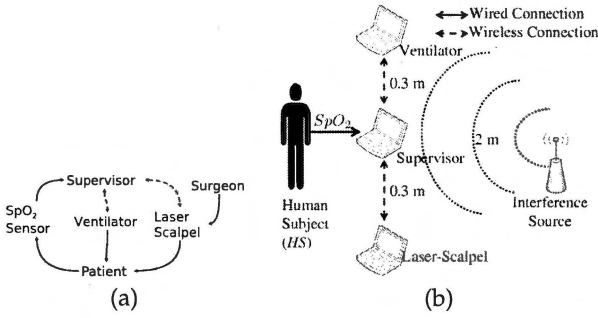 Supervisor
Surgeon
SpO₂
Sensor
Ventilator
Laser
Scalpel
Patient
(a)
(b)
Wired Connection
Wireless Connection
Ventilator
0.3 m
SpO₂
2 m
Supervisor
Human
Subject
(HS)
0.3 m
Interference
Source
Laser-Scalpel